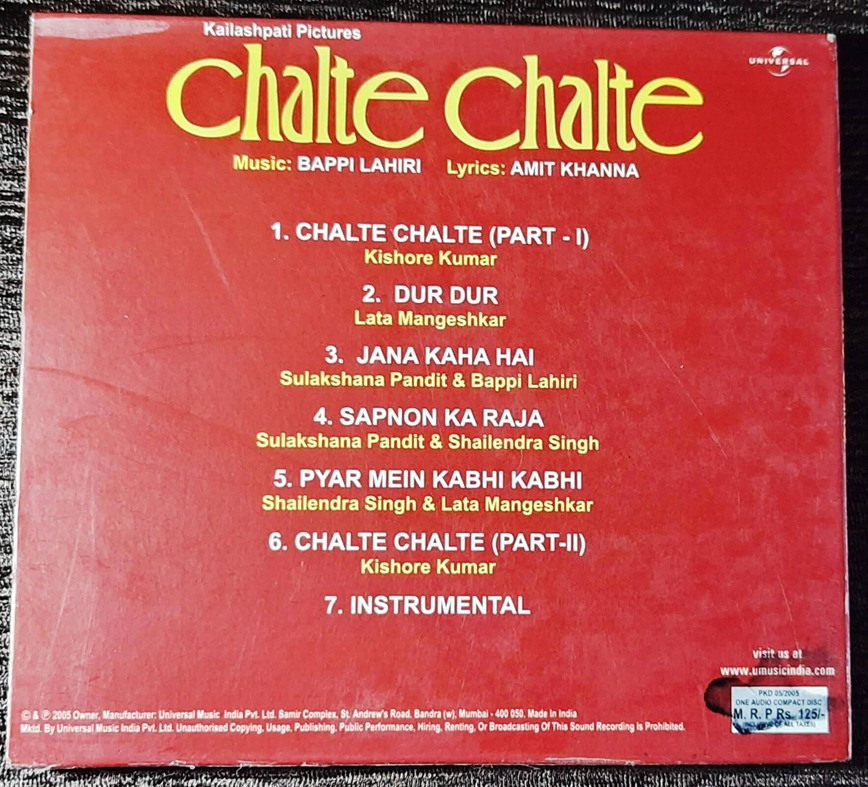 Kailashpati Pictures
UNIVERSAL
Chalte Chalte
Music: BAPPI LAHIRI Lyrics: AMIT KHANNA
1. CHALTE CHALTE (PART - I)
Kishore Kumar
2. DUR DUR
Lata Mangeshkar
3. JANA KAHA HAI
Sulakshana Pandit & Bappi Lahiri
4. SAPNON KA RAJA
Sulakshana Pandit & Shailendra Singh
5. PYAR MEIN KABHI KABHI
Shailendra Singh & Lata Mangeshkar
6. CHALTE CHALTE (PART-II)
Kishore Kumar
7. INSTRUMENTAL
visit us at
www.umusicindia.com
PKD 05/2005
ONE AUDIO COMPACT DISC
M. R. P Rs. 125/-
(INCLUSIVE OF ALL TAXES)
© & ℗ 2005 Owner, Manufacturer: Universal Music India Pvt. Ltd. Samir Complex, St. Andrew's Road, Bandra (w), Mumbai - 400 050. Made In India
Mktd. By Universal Music India Pvt. Ltd. Unauthorised Copying, Usage, Publishing, Public Performance, Hiring, Renting, Or Broadcasting Of This Sound Recording Is Prohibited.